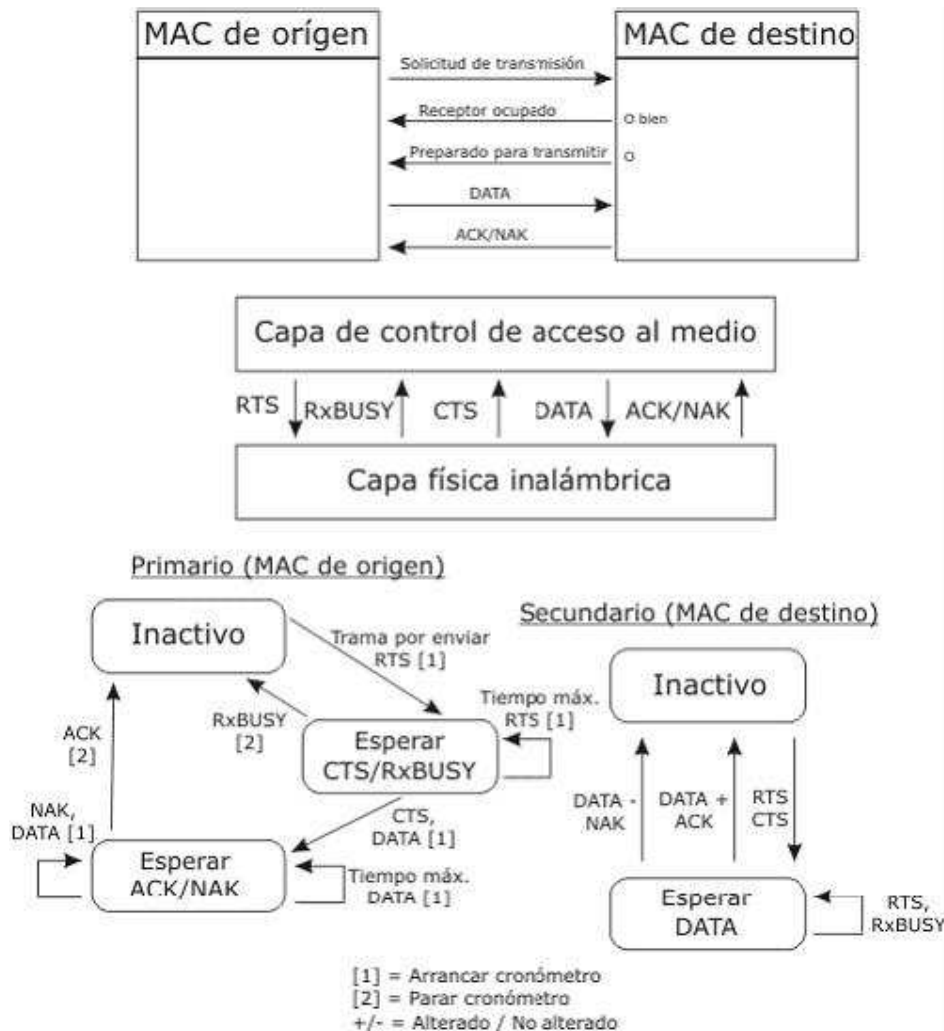 MAC de orígen
MAC de destino
Solicitud de transmisión
Receptor ocupado
O bien
Preparado para transmitir
O
DATA
ACK/NAK
Capa de control de acceso al medio
RTS
RxBUSY
CTS
DATA
ACK/NAK
Capa física inalámbrica
Primario (MAC de origen)
Inactivo
Trama por enviar
RTS [1]
RxBUSY
[2]
Tiempo máx.
RTS [1]
Esperar
CTS/RxBUSY
ACK
[2]
NAK,
DATA [1]
CTS,
DATA [1]
Esperar
ACK/NAK
Tiempo máx.
DATA [1]
Secundario (MAC de destino)
Inactivo
DATA -
NAK
DATA +
ACK
RTS
CTS
Esperar
DATA
RTS,
RxBUSY
[1] = Arrancar cronómetro
[2] = Parar cronómetro
+/- = Alterado / No alterado